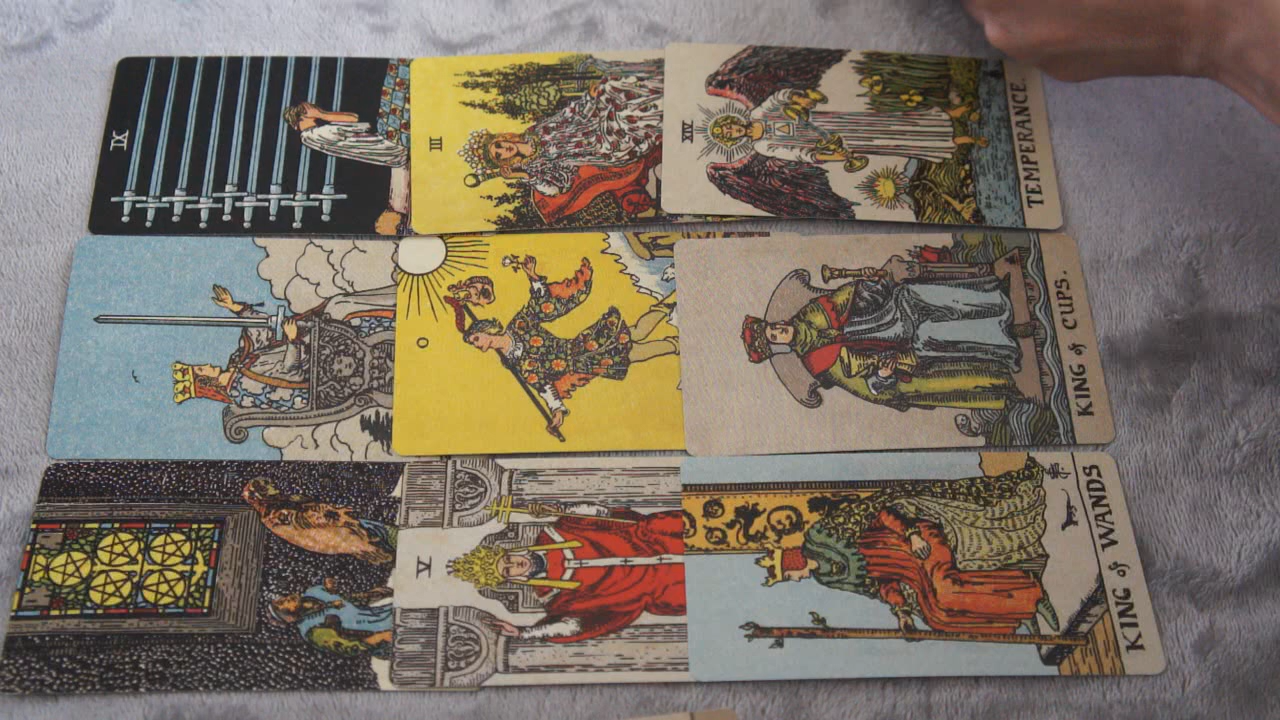 IX
III
XIV
TEMPERANCE
0
KING of CUPS.
V
KING of WANDS